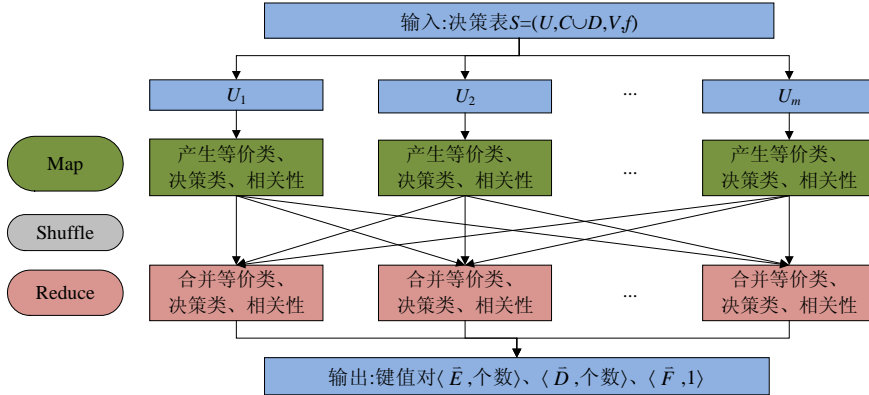 输入:决策表S=(U,C∪D,V,f)
U₁
U₂
...
Uₘ
Map
产生等价类、
决策类、相关性
产生等价类、
决策类、相关性
...
产生等价类、
决策类、相关性
Shuffle
Reduce
合并等价类、
决策类、相关性
合并等价类、
决策类、相关性
...
合并等价类、
决策类、相关性
输出:键值对⟨ E⃗ ,个数⟩、⟨ D⃗ ,个数⟩、⟨ F⃗ ,1⟩